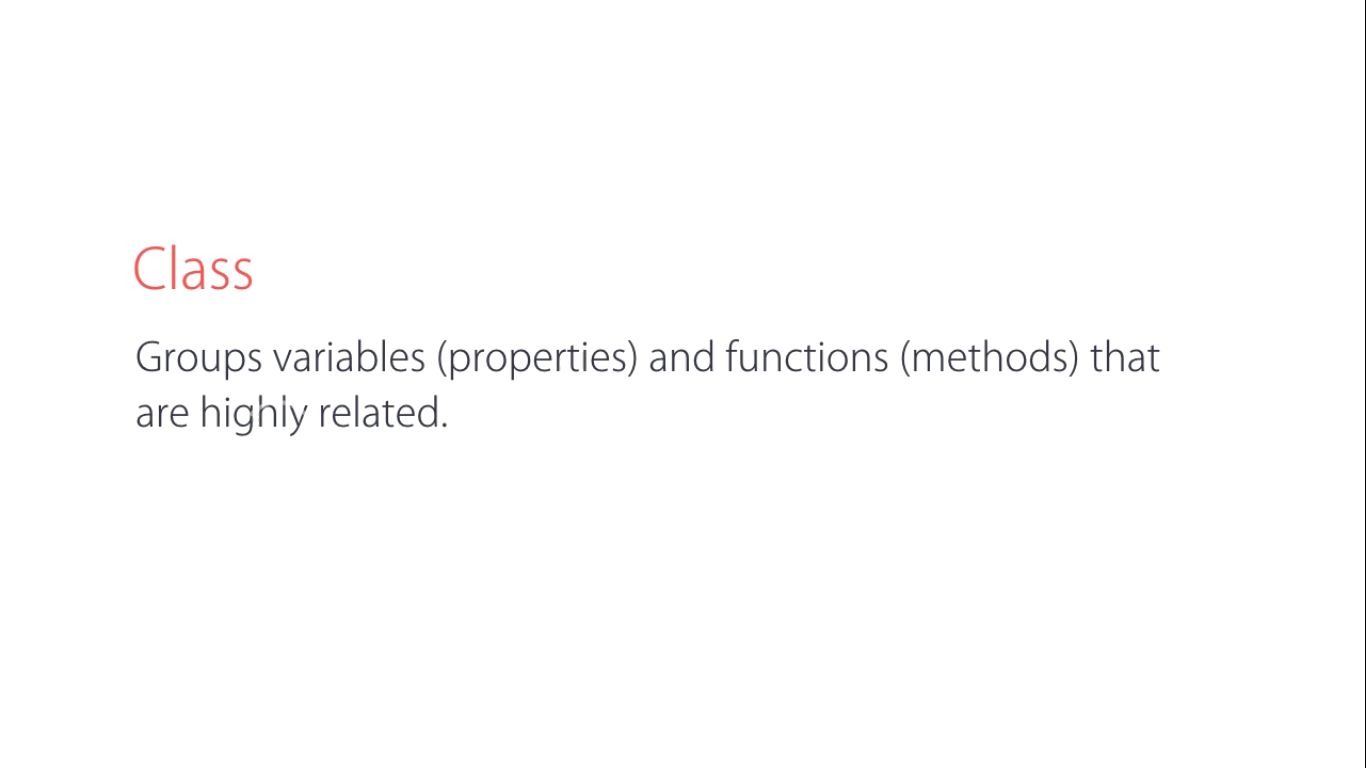 Class
Groups variables (properties) and functions (methods) that
are highly related.